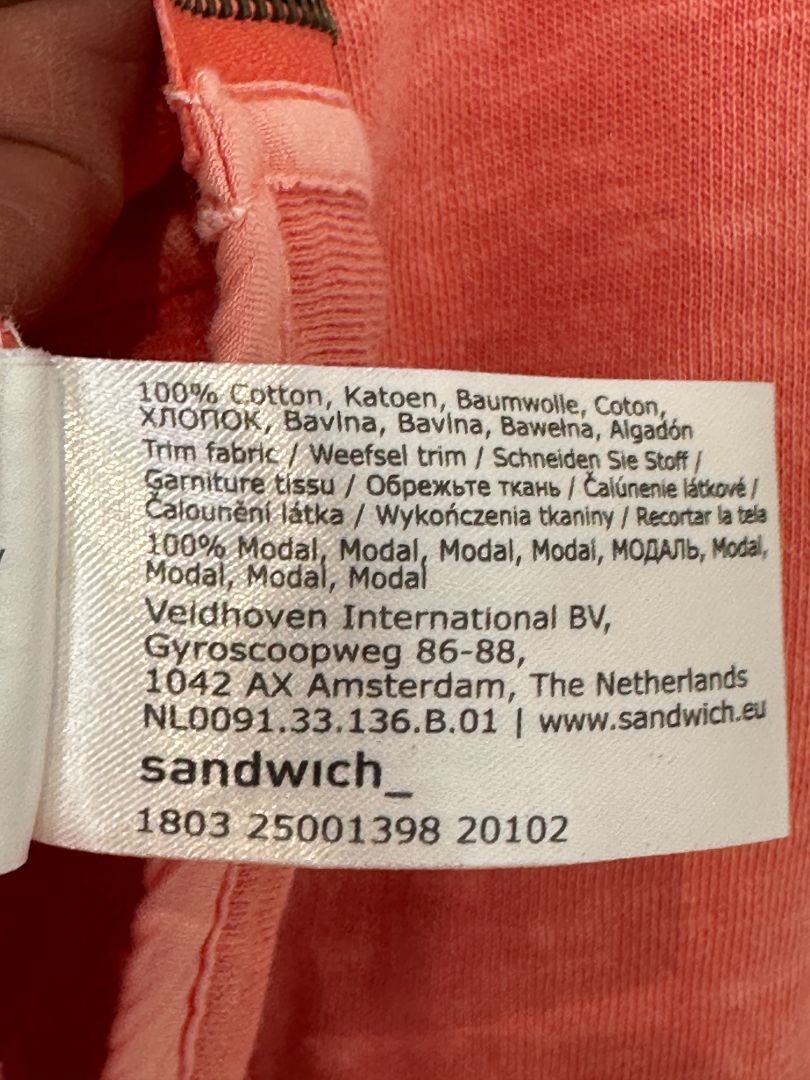 100% Cotton, Katoen, Baumwolle, Coton,
ХЛОПОК, Bavlna, Bavlna, Bawełna, Algadón
Trim fabric / Weefsel trim / Schneiden Sie Stoff /
Garniture tissu / Обрежьте ткань / Čalúnenie látkové /
Čalounění látka / Wykończenia tkaniny / Recortar la tela
100% Modal, Modal, Modal, Modal, МОДАЛЬ, Modal,
Modal, Modal, Modal
Veldhoven International BV,
Gyroscoopweg 86-88,
1042 AX Amsterdam, The Netherlands
NL0091.33.136.B.01 | www.sandwich.eu
sandwich_
1803 25001398 20102